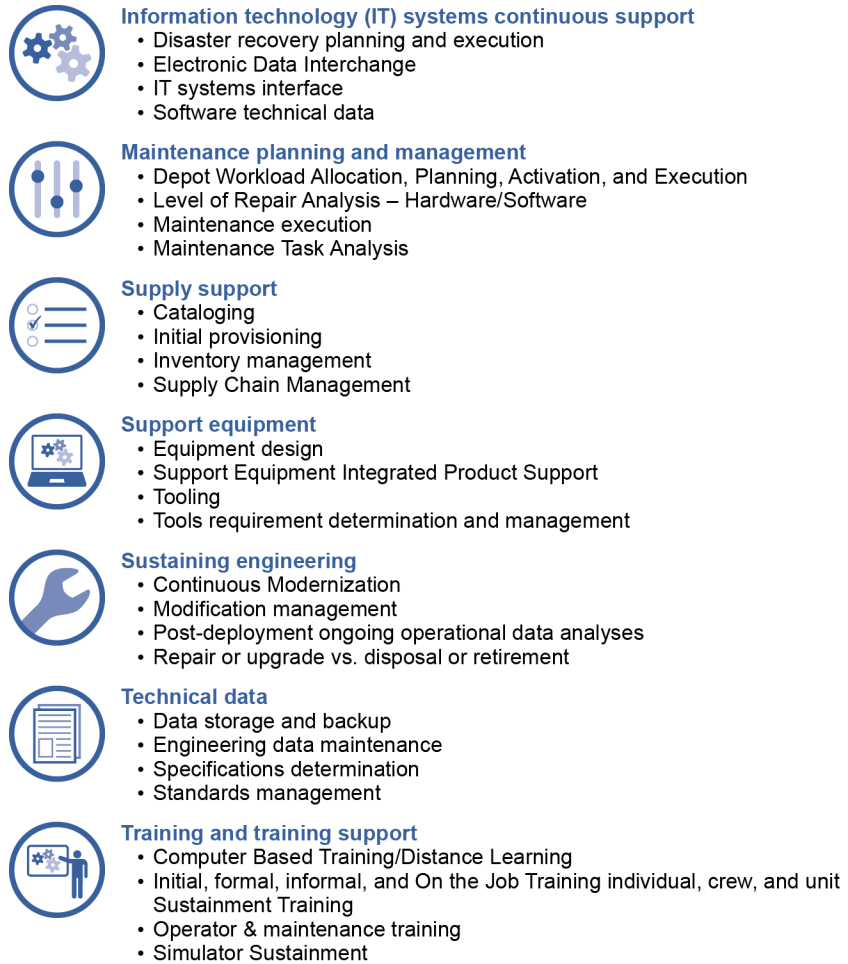 Information technology (IT) systems continuous support
• Disaster recovery planning and execution
• Electronic Data Interchange
• IT systems interface
• Software technical data
Maintenance planning and management
• Depot Workload Allocation, Planning, Activation, and Execution
• Level of Repair Analysis – Hardware/Software
• Maintenance execution
• Maintenance Task Analysis
Supply support
• Cataloging
• Initial provisioning
• Inventory management
• Supply Chain Management
Support equipment
• Equipment design
• Support Equipment Integrated Product Support
• Tooling
• Tools requirement determination and management
Sustaining engineering
• Continuous Modernization
• Modification management
• Post-deployment ongoing operational data analyses
• Repair or upgrade vs. disposal or retirement
Technical data
• Data storage and backup
• Engineering data maintenance
• Specifications determination
• Standards management
Training and training support
• Computer Based Training/Distance Learning
• Initial, formal, informal, and On the Job Training individual, crew, and unit
Sustainment Training
• Operator & maintenance training
• Simulator Sustainment